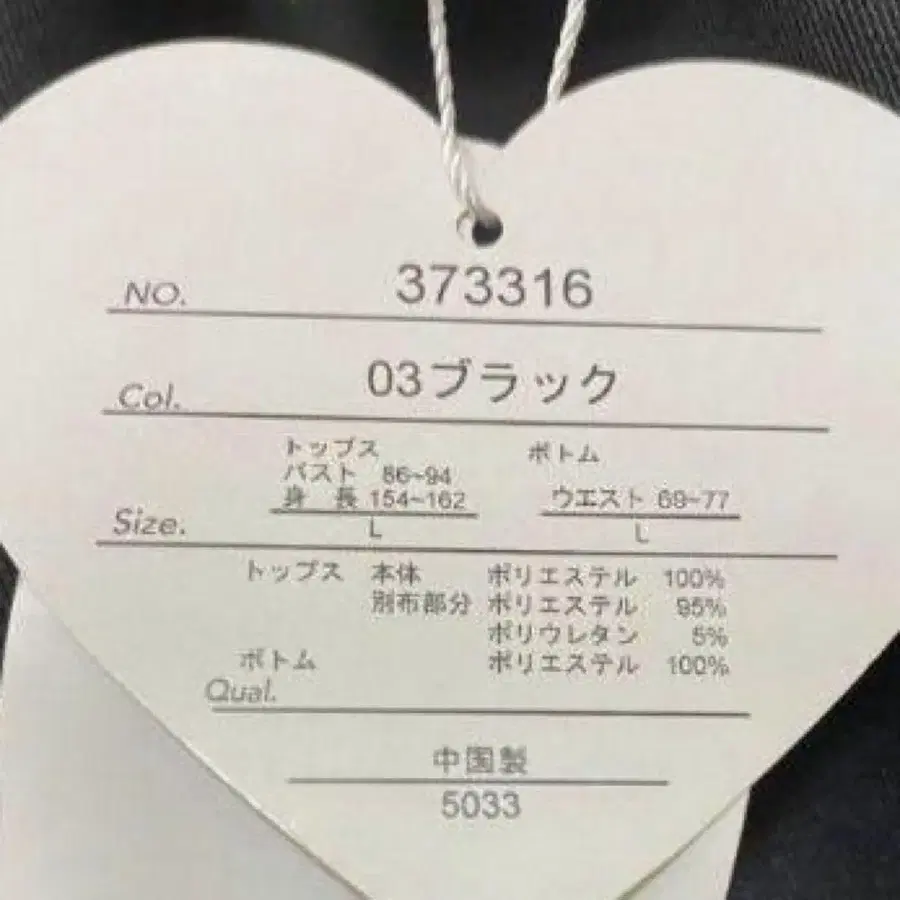 NO. 373316
Col. 03ブラック
トップス ボトム
バスト 86~94
身 長 154~162 ウエスト 69~77
Size. L L
トップス 本体 ポリエステル 100%
別布部分 ポリエステル 95%
ポリウレタン 5%
ボトム ポリエステル 100%
Qual.
中国製
5033